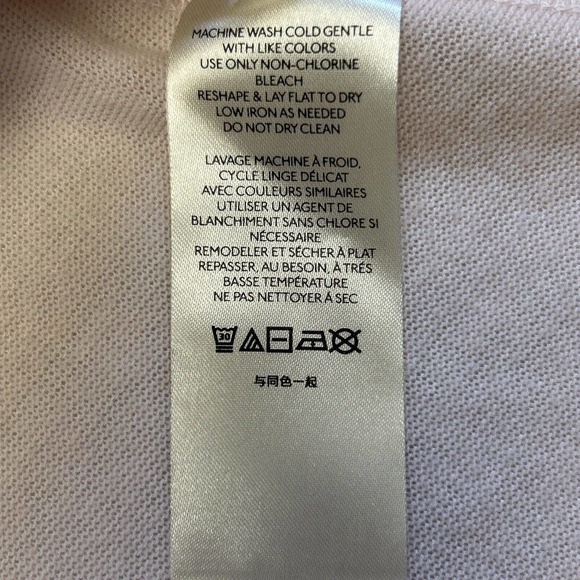 MACHINE WASH COLD GENTLE
WITH LIKE COLORS
USE ONLY NON-CHLORINE
BLEACH
RESHAPE & LAY FLAT TO DRY
LOW IRON AS NEEDED
DO NOT DRY CLEAN
LAVAGE MACHINE À FROID,
CYCLE LINGE DÉLICAT
AVEC COULEURS SIMILAIRES
UTILISER UN AGENT DE
BLANCHIMENT SANS CHLORE SI
NÉCESSAIRE
REMODELER ET SÉCHER À PLAT
REPASSER, AU BESOIN, À TRÉS
BASSE TEMPÉRATURE
NE PAS NETTOYER À SEC
30
与同色一起